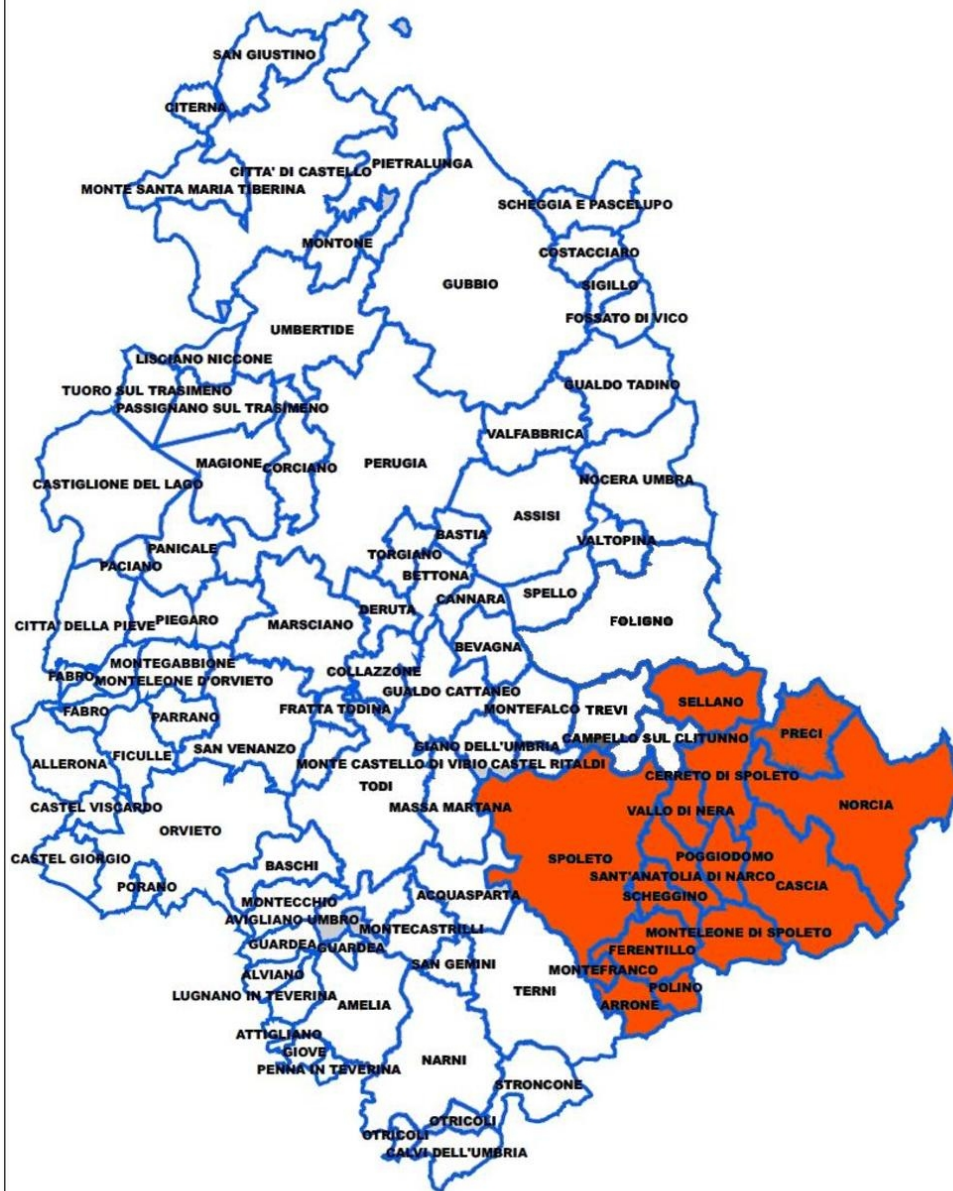 SAN GIUSTINO
CITERNA
PIETRALUNGA
CITTA' DI CASTELLO
MONTE SANTA MARIA TIBERINA
SCHEGGIA E PASCELUPO
MONTONE
COSTACCIARO
GUBBIO
SIGILLO
FOSSATO DI VICO
UMBERTIDE
LISCIANO NICCONE
GUALDO TADINO
TUORO SUL TRASIMENO
PASSIGNANO SUL TRASIMENO
VALFABBRICA
MAGIONE
CORCIANO
PERUGIA
NOCERA UMBRA
CASTIGLIONE DEL LAGO
ASSISI
BASTIA
VALTOPINA
PANICALE
TORGIANO
PACIANO
BETTONA
SPELLO
CANNARA
DERUTA
CITTA' DELLA PIEVE
PIEGARO
MARSCIANO
FOLIGNO
BEVAGNA
MONTEGABBIONE
COLLAZZONE
FABRO
MONTELEONE D'ORVIETO
GUALDO CATTANEO
SELLANO
FABRO
PARRANO
FRATTA TODINA
MONTEFALCO
TREVI
PRECI
CAMPELLO SUL CLITUNNO
SAN VENANZO
GIANO DELL'UMBRIA
FICULLE
ALLERONA
MONTE CASTELLO DI VIBIO
CASTEL RITALDI
CERRETO DI SPOLETO
TODI
NORCIA
CASTEL VISCARDO
MASSA MARTANA
VALLO DI NERA
ORVIETO
CASTEL GIORGIO
SPOLETO
POGGIODOMO
BASCHI
SANT'ANATOLIA DI NARCO
CASCIA
PORANO
ACQUASPARTA
SCHEGGINO
MONTECCHIO
AVIGLIANO UMBRO
MONTECASTRILLI
MONTELEONE DI SPOLETO
GUARDEA
GUARDEA
FERENTILLO
SAN GEMINI
MONTEFRANCO
ALVIANO
POLINO
TERNI
LUGNANO IN TEVERINA
AMELIA
ARRONE
ATTIGLIANO
GIOVE
NARNI
PENNA IN TEVERINA
STRONCONE
OTRICOLI
OTRICOLI
CALVI DELL'UMBRIA